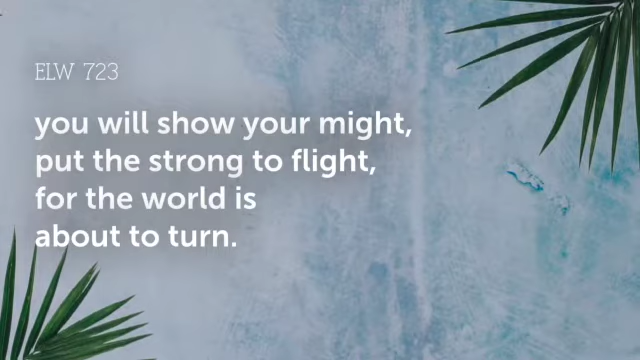 ELW 723
you will show your might,
put the strong to flight,
for the world is
about to turn.